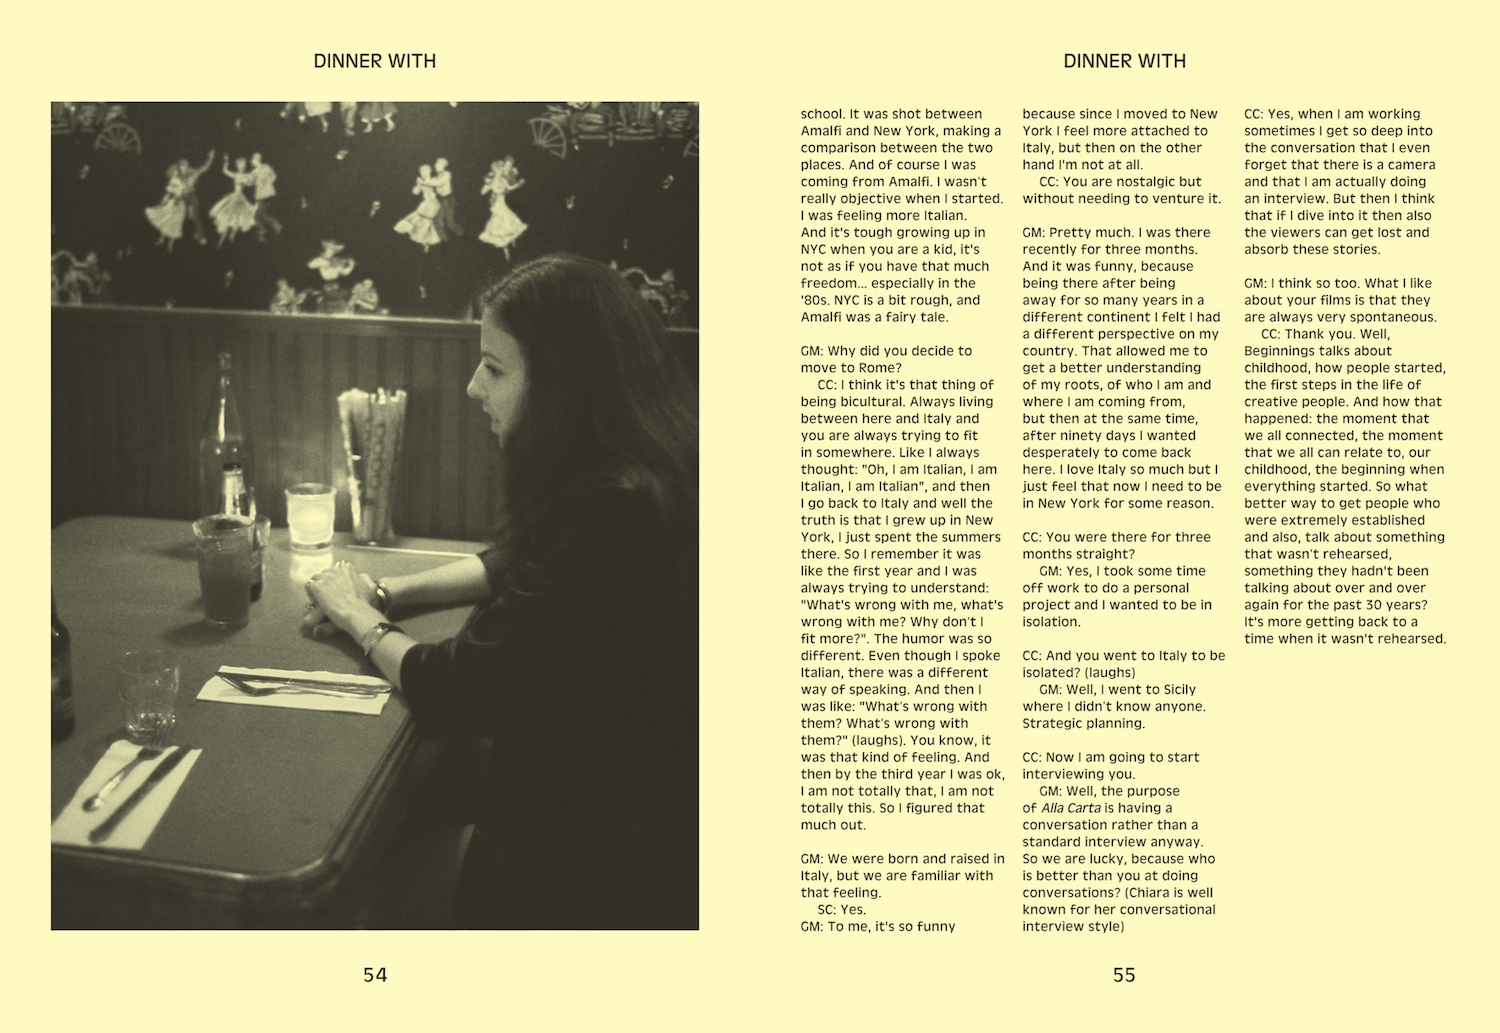 DINNER WITH
54
DINNER WITH
school. It was shot between
Amalfi and New York, making a
comparison between the two
places. And of course I was
coming from Amalfi. I wasn't
really objective when I started.
I was feeling more Italian.
And it's tough growing up in
NYC when you are a kid, it's
not as if you have that much
freedom... especially in the
'80s. NYC is a bit rough, and
Amalfi was a fairy tale.
GM: Why did you decide to
move to Rome?
CC: I think it's that thing of
being bicultural. Always living
between here and Italy and
you are always trying to fit
in somewhere. Like I always
thought: "Oh, I am Italian, I am
Italian, I am Italian", and then
I go back to Italy and well the
truth is that I grew up in New
York, I just spent the summers
there. So I remember it was
like the first year and I was
always trying to understand:
"What's wrong with me, what's
wrong with me? Why don't I
fit more?". The humor was so
different. Even though I spoke
Italian, there was a different
way of speaking. And then I
was like: "What's wrong with
them? What's wrong with
them?" (laughs). You know, it
was that kind of feeling. And
then by the third year I was ok,
I am not totally that, I am not
totally this. So I figured that
much out.
GM: We were born and raised in
Italy, but we are familiar with
that feeling.
SC: Yes.
GM: To me, it's so funny
because since I moved to New
York I feel more attached to
Italy, but then on the other
hand I'm not at all.
CC: You are nostalgic but
without needing to venture it.
GM: Pretty much. I was there
recently for three months.
And it was funny, because
being there after being
away for so many years in a
different continent I felt I had
a different perspective on my
country. That allowed me to
get a better understanding
of my roots, of who I am and
where I am coming from,
but then at the same time,
after ninety days I wanted
desperately to come back
here. I love Italy so much but I
just feel that now I need to be
in New York for some reason.
CC: You were there for three
months straight?
GM: Yes, I took some time
off work to do a personal
project and I wanted to be in
isolation.
CC: And you went to Italy to be
isolated? (laughs)
GM: Well, I went to Sicily
where I didn't know anyone.
Strategic planning.
CC: Now I am going to start
interviewing you.
GM: Well, the purpose
of Alla Carta is having a
conversation rather than a
standard interview anyway.
So we are lucky, because who
is better than you at doing
conversations? (Chiara is well
known for her conversational
interview style)
CC: Yes, when I am working
sometimes I get so deep into
the conversation that I even
forget that there is a camera
and that I am actually doing
an interview. But then I think
that if I dive into it then also
the viewers can get lost and
absorb these stories.
GM: I think so too. What I like
about your films is that they
are always very spontaneous.
CC: Thank you. Well,
Beginnings talks about
childhood, how people started,
the first steps in the life of
creative people. And how that
happened: the moment that
we all connected, the moment
that we all can relate to, our
childhood, the beginning when
everything started. So what
better way to get people who
were extremely established
and also, talk about something
that wasn't rehearsed,
something they hadn't been
talking about over and over
again for the past 30 years?
It's more getting back to a
time when it wasn't rehearsed.
55